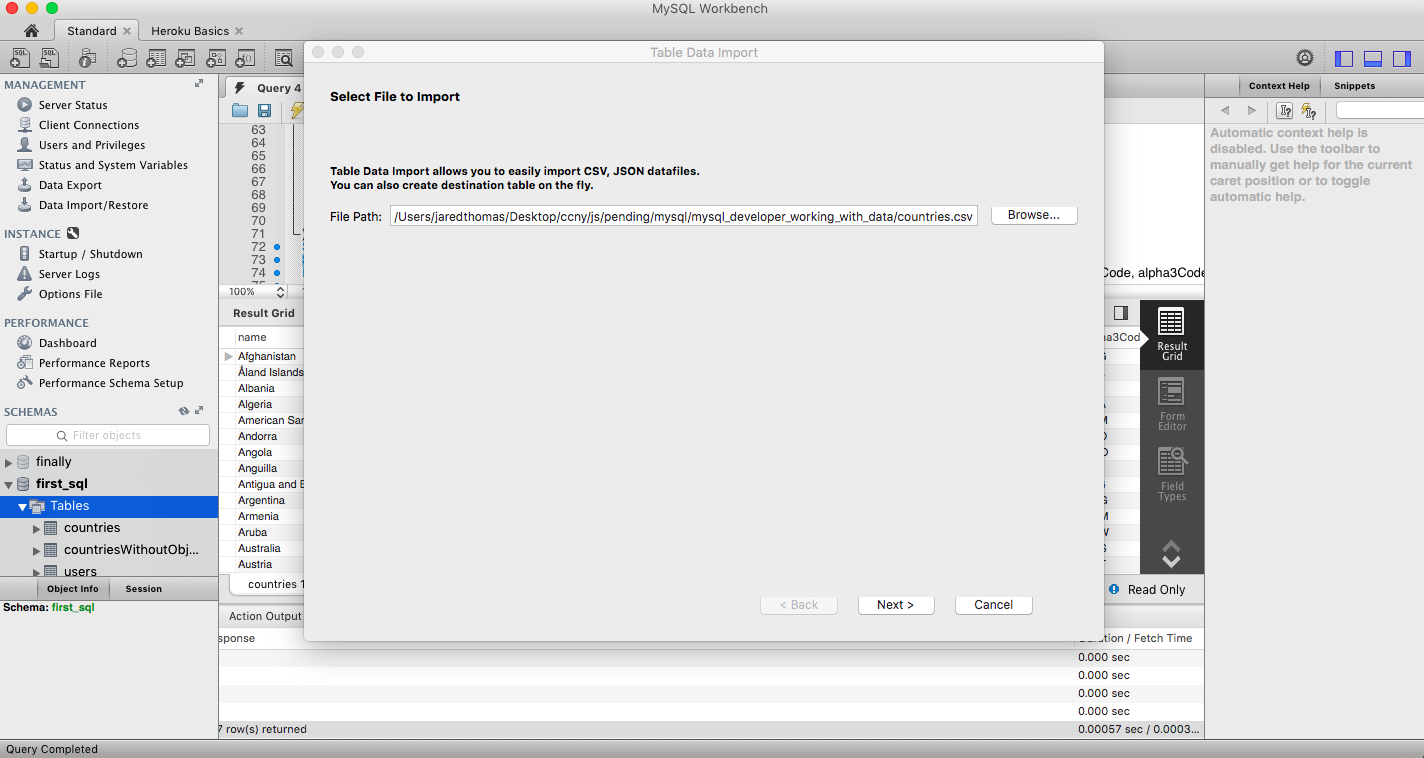 MySQL Workbench
Standard
Heroku Basics
MANAGEMENT
Server Status
Client Connections
Users and Privileges
Status and System Variables
Data Export
Data Import/Restore
INSTANCE
Startup / Shutdown
Server Logs
Options File
PERFORMANCE
Dashboard
Performance Reports
Performance Schema Setup
SCHEMAS
Filter objects
finally
first_sql
Tables
countries
countriesWithoutObj...
users
Object Info
Session
Schema: first_sql
Query Completed
Query 4
63
64
65
66
67
68
69
70
71
72
73
74
75
100%
Result Grid
name
Afghanistan
Åland Islands
Albania
Algeria
American Sar
Andorra
Angola
Anguilla
Antigua and E
Argentina
Armenia
Aruba
Australia
Austria
countries 1
Action Output
sponse
7 row(s) returned
Table Data Import
Select File to Import
Table Data Import allows you to easily import CSV, JSON datafiles.
You can also create destination table on the fly.
File Path:
/Users/jaredthomas/Desktop/ccny/js/pending/mysql/mysql_developer_working_with_data/countries.csv
Browse...
< Back
Next >
Cancel
Code, alpha3Code
a3Cod
Result
Grid
Form
Editor
Field
Types
Read Only
Duration / Fetch Time
0.000 sec
0.000 sec
0.000 sec
0.000 sec
0.00057 sec / 0.0003...
Context Help
Snippets
Automatic context help is
disabled. Use the toolbar to
manually get help for the current
caret position or to toggle
automatic help.